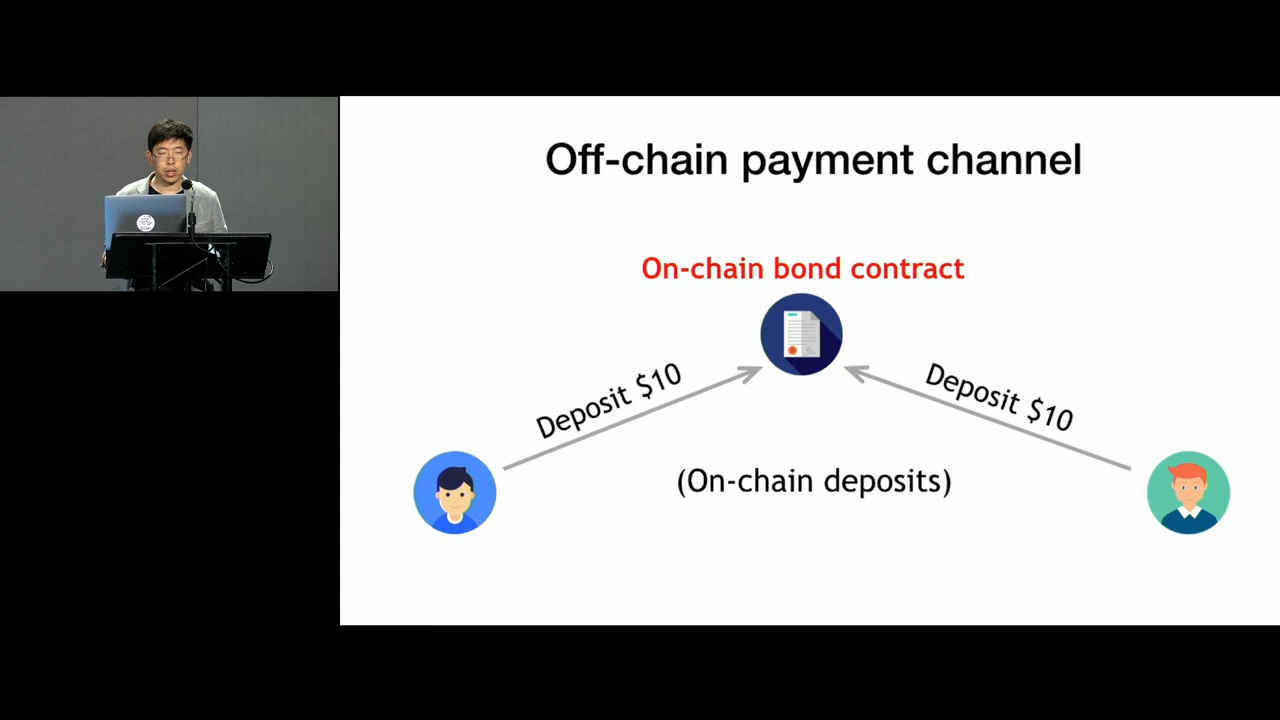 Off-chain payment channel
On-chain bond contract
Deposit $10
Deposit $10
(On-chain deposits)